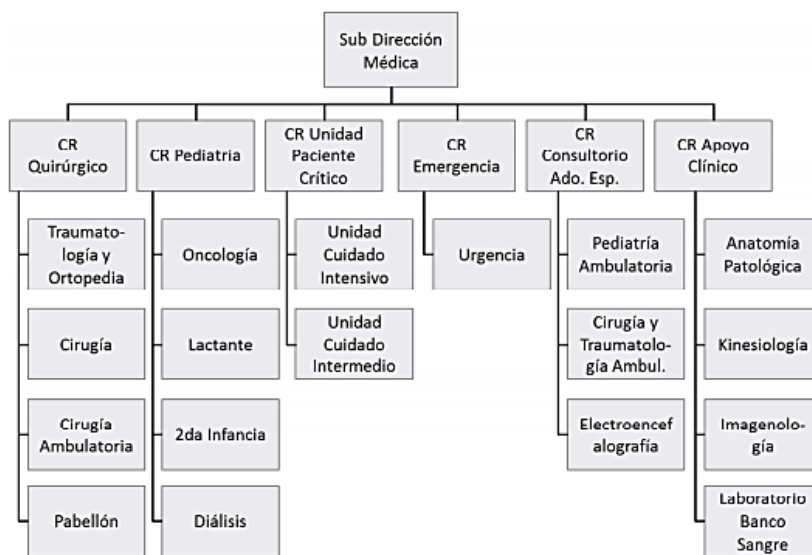 Sub Dirección
Médica
CR
Quirúrgico
CR Pediatria
CR Unidad
Paciente
Crítico
CR
Emergencia
CR
Consultorio
Ado. Esp.
CR Apoyo
Clínico
Traumato-
logía y
Ortopedia
Cirugía
Cirugía
Ambulatoria
Pabellón
Oncología
Lactante
2da Infancia
Diálisis
Unidad
Cuidado
Intensivo
Unidad
Cuidado
Intermedio
Urgencia
Pediatría
Ambulatoria
Cirugía y
Traumatolo-
gía Ambul.
Electroencef
alografía
Anatomía
Patológica
Kinesiología
Imagenolo-
gía
Laboratorio
Banco
Sangre